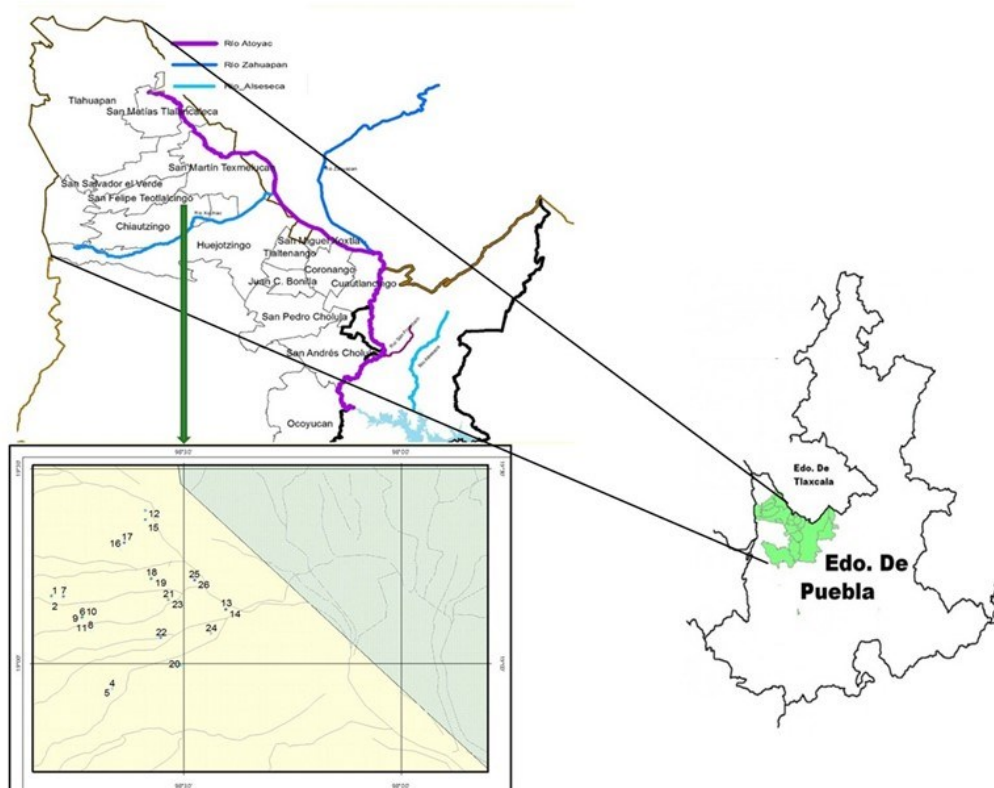 Río Atoyac
Río Zahuapan
Río_Alseseca
Tlahuapan
San Matías Tlalancaleca
San Martín Texmelucan
San Salvador el Verde
San Felipe Teotlalcingo
Chiautzingo
Huejotzingo
San Miguel Xoxtla
Tlaltenango
Coronango
Juan C. Bonilla
Cuautlancingo
San Pedro Cholula
San Andrés Cholula
Ocoyucan
Edo. De
Tlaxcala
Edo. De
Puebla
12
15
16 17
18
19
25
26
1 7
2
21
23
6 10
9
11 8
13
14
22
24
20
4
5